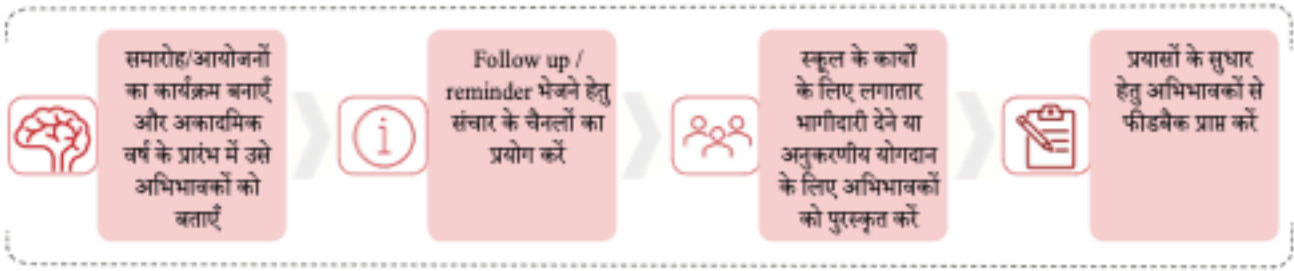 समारोह/आयोजनों
का कार्यक्रम बनाएँ
और अकादमिक
वर्ष के प्रारंभ में उसे
अभिभावकों को
बताएँ
Follow up /
reminder भेजने हेतु
संचार के चैनलों का
प्रयोग करें
स्कूल के कार्यों
के लिए लगातार
भागीदारी देने या
अनुकरणीय योगदान
के लिए अभिभावकों
को पुरस्कृत करें
प्रयासों के सुधार
हेतु अभिभावकों से
फीडबैक प्राप्त करें